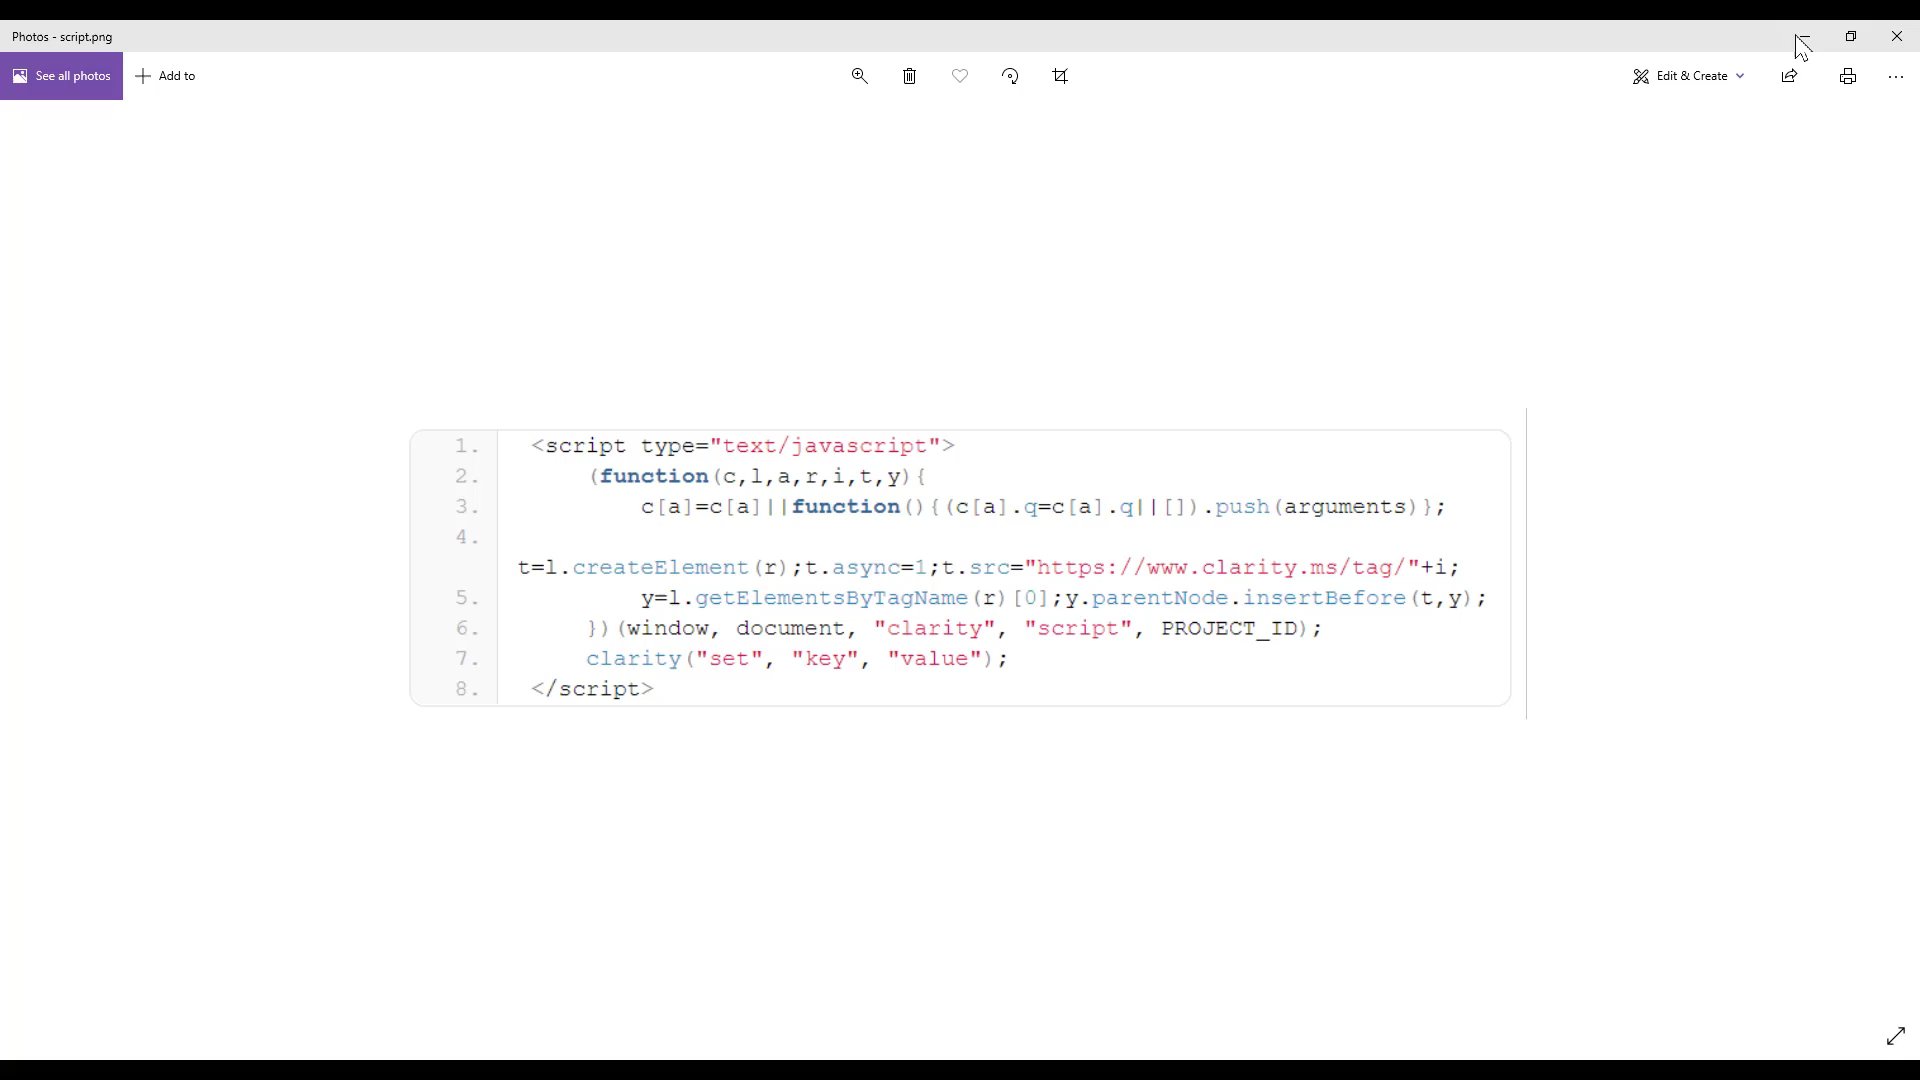 Photos - script.png
See all photos
Add to
Edit & Create
1. <script type="text/javascript">
2. (function(c,l,a,r,i,t,y){
3. c[a]=c[a]||function(){(c[a].q=c[a].q||[]).push(arguments)};
4.
t=l.createElement(r);t.async=1;t.src="https://www.clarity.ms/tag/"+i;
5. y=l.getElementsByTagName(r)[0];y.parentNode.insertBefore(t,y);
6. })(window, document, "clarity", "script", PROJECT_ID);
7. clarity("set", "key", "value");
8. </script>